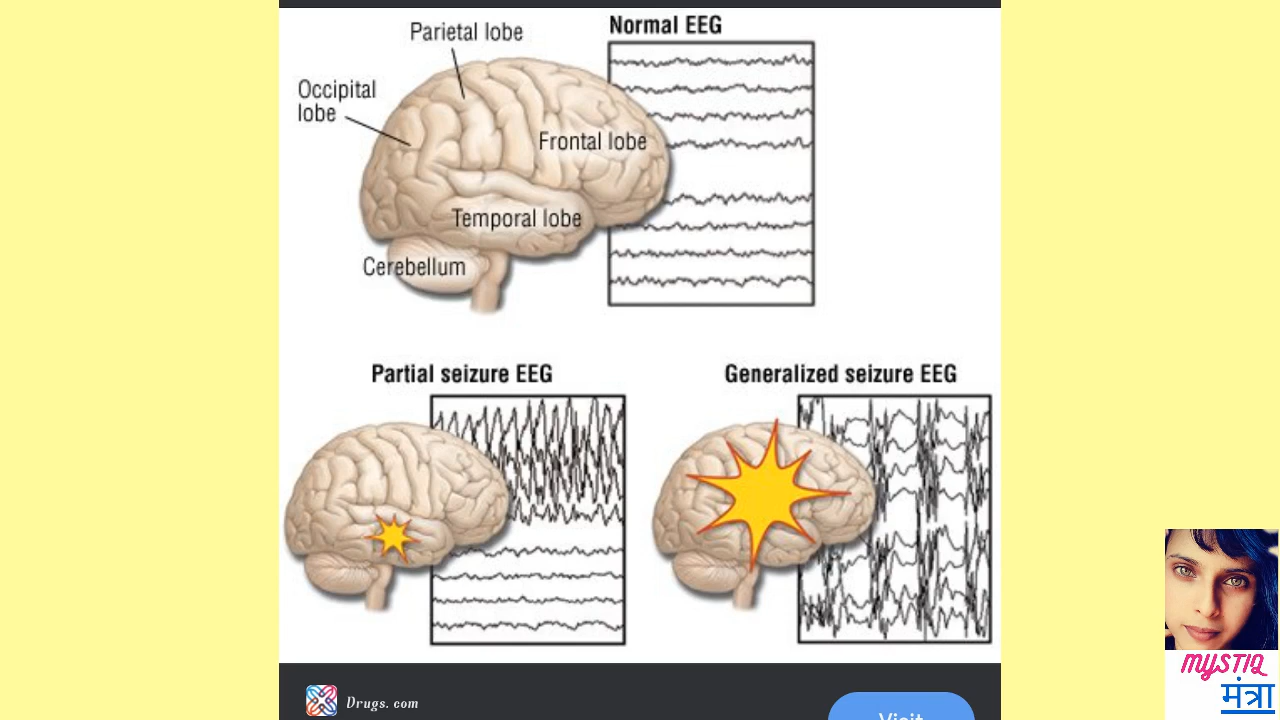 Normal EEG
Parietal lobe
Occipital
lobe
Frontal lobe
Temporal lobe
Cerebellum
Partial seizure EEG
Generalized seizure EEG
Drugs. com
Visit
MYSTIQ
मंत्रा